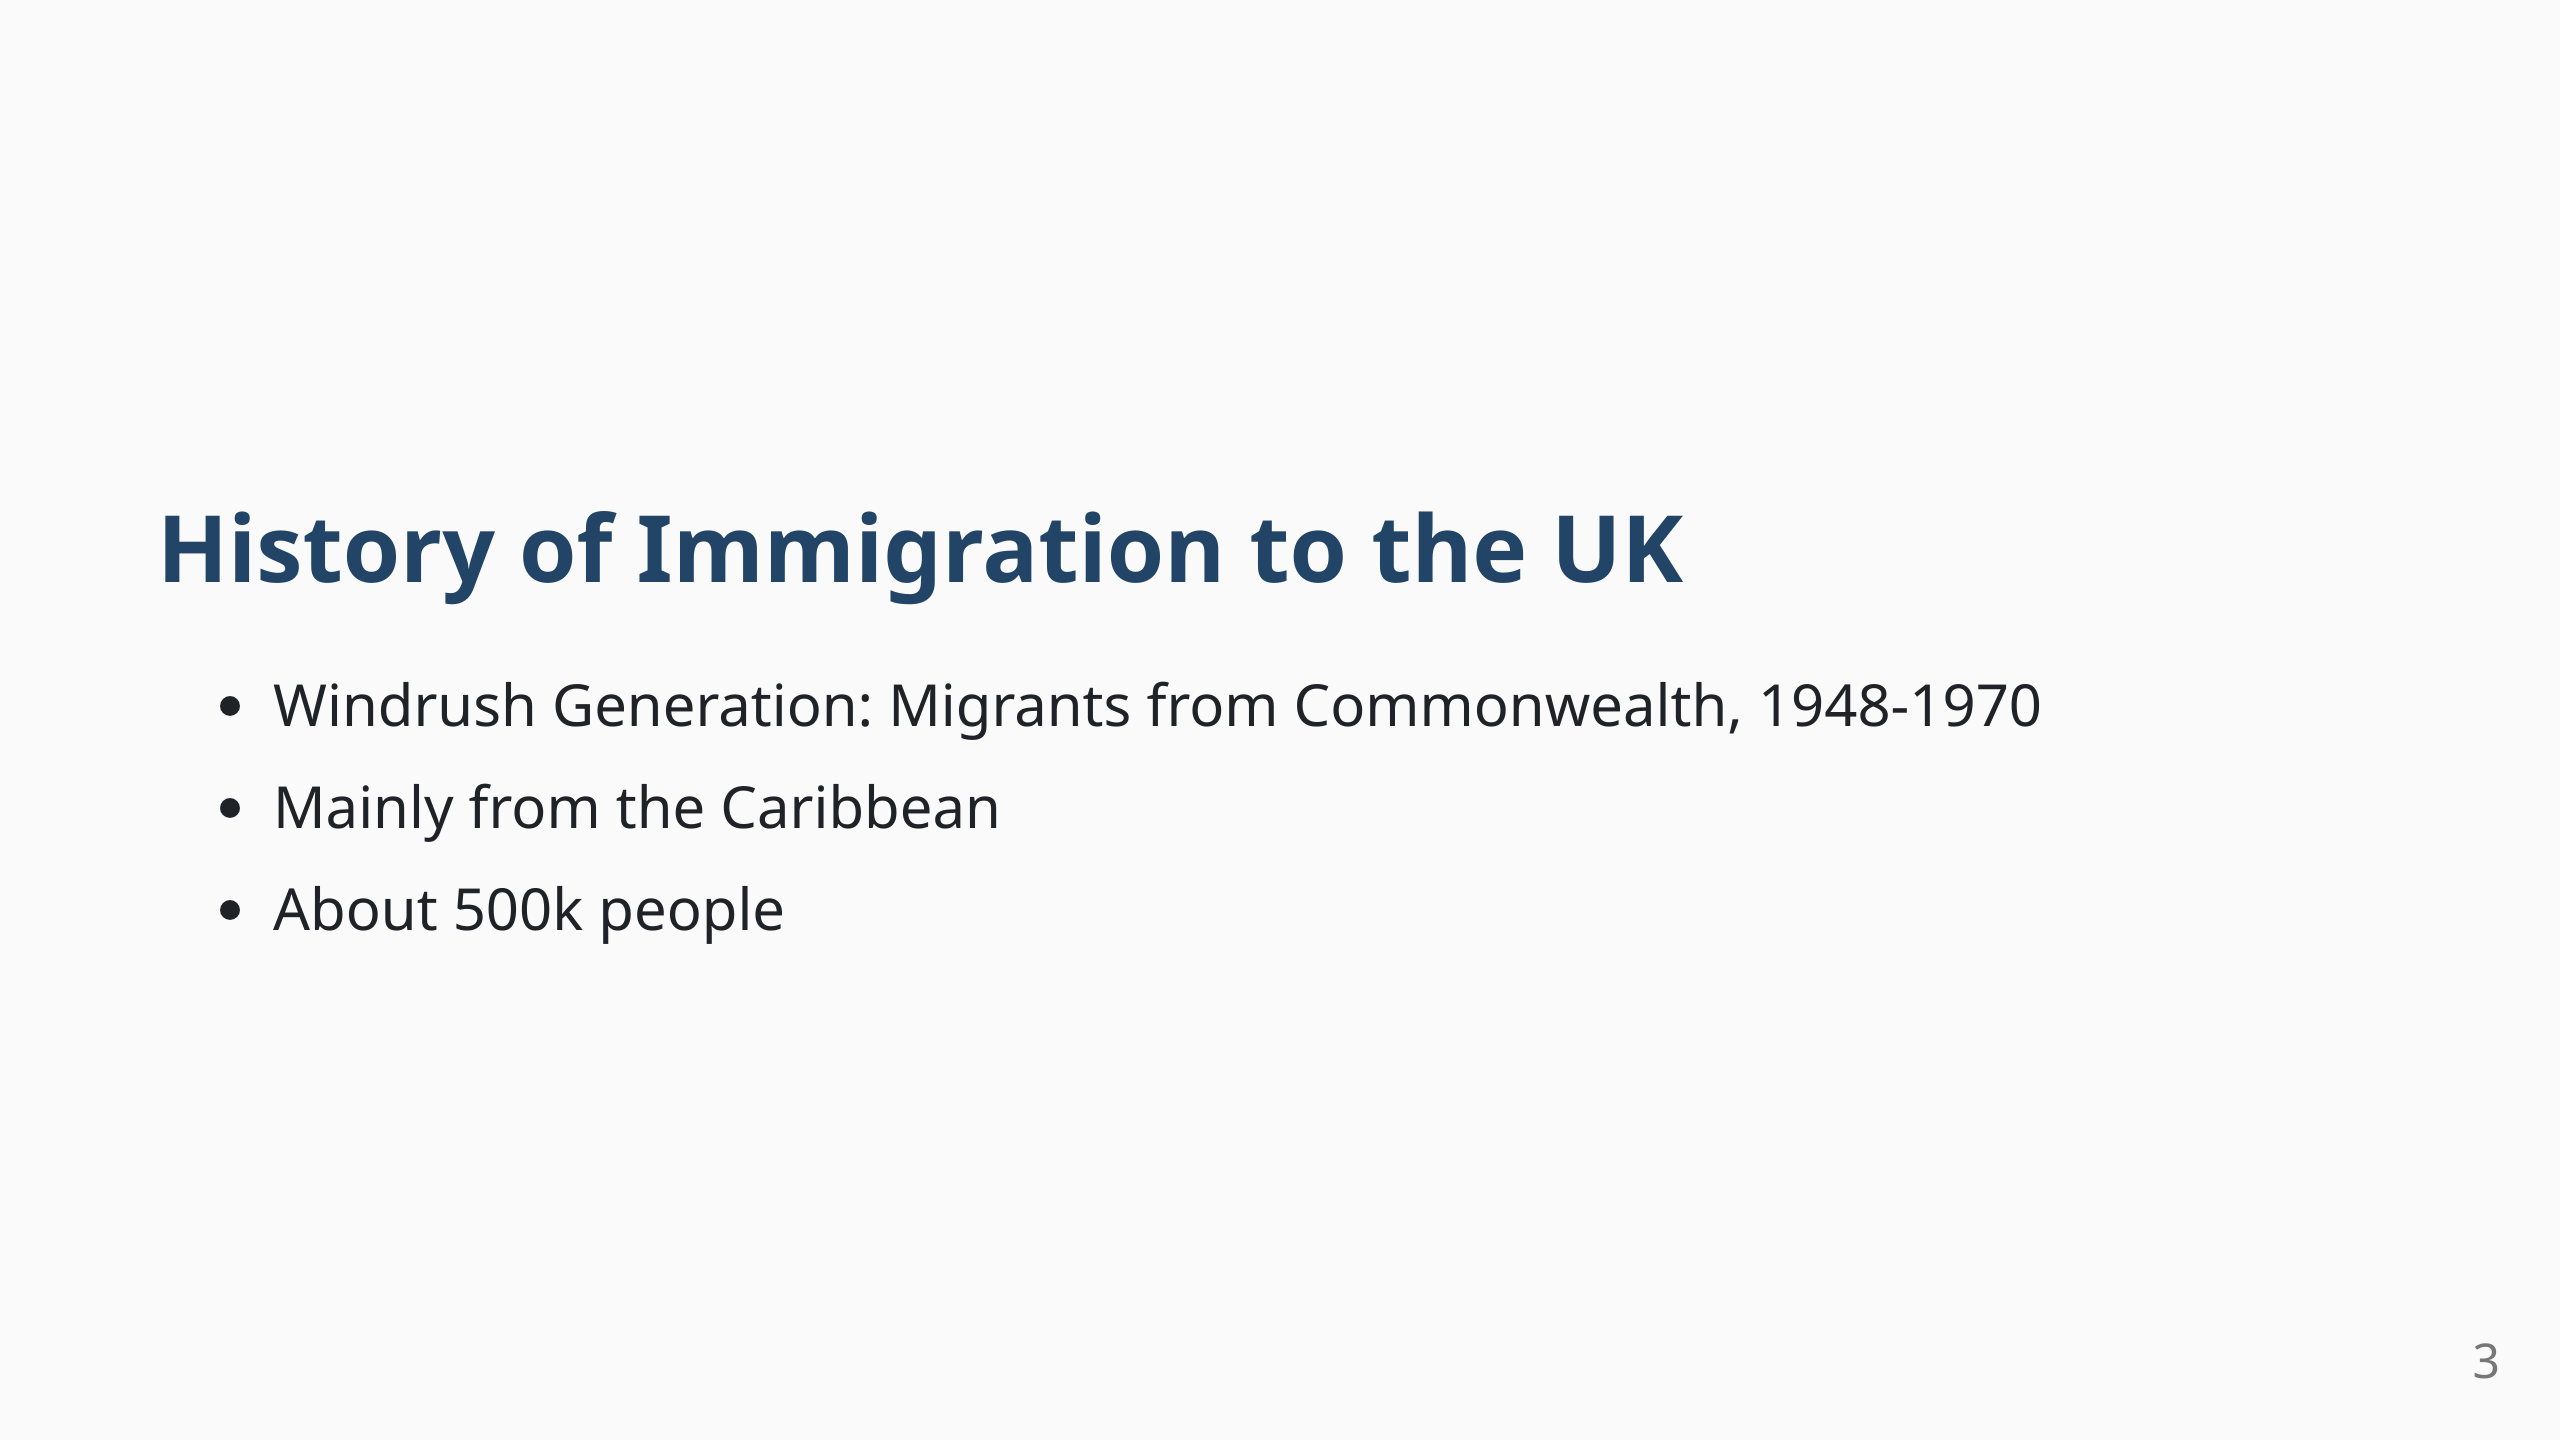 History of Immigration to the UK
• Windrush Generation: Migrants from Commonwealth, 1948-1970
• Mainly from the Caribbean
• About 500k people
3